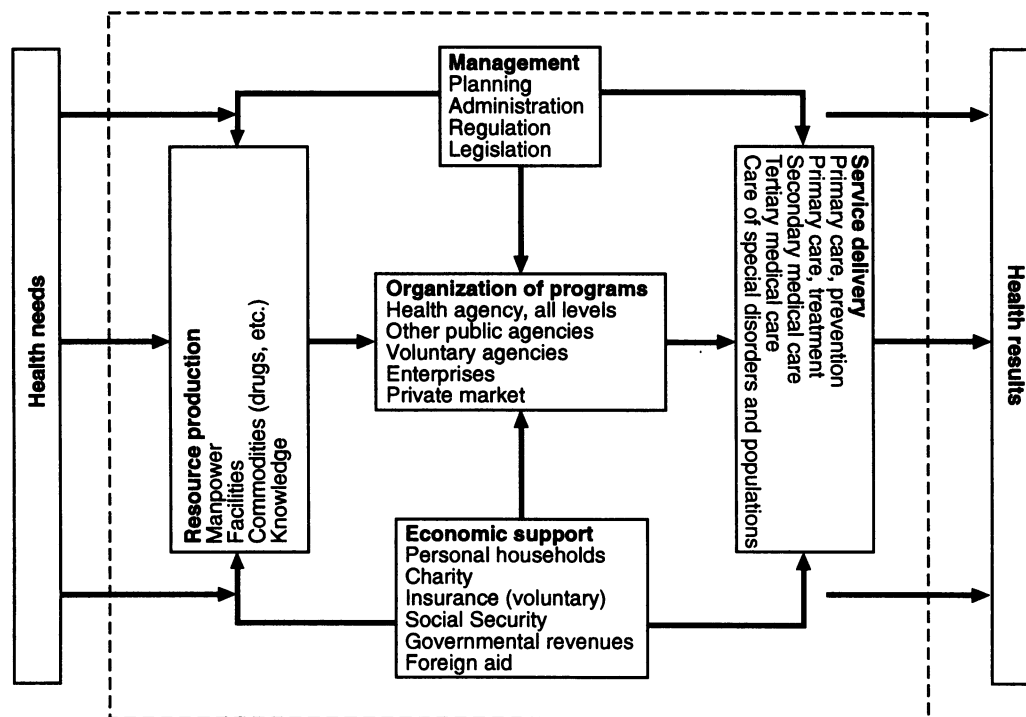 Health needs
Resource production
Manpower
Facilities
Commodities (drugs, etc.)
Knowledge
Management
Planning
Administration
Regulation
Legislation
Organization of programs
Health agency, all levels
Other public agencies
Voluntary agencies
Enterprises
Private market
Economic support
Personal households
Charity
Insurance (voluntary)
Social Security
Governmental revenues
Foreign aid
Service delivery
Primary care, prevention
Primary care, treatment
Secondary medical care
Tertiary medical care
Care of special disorders and populations
Health results